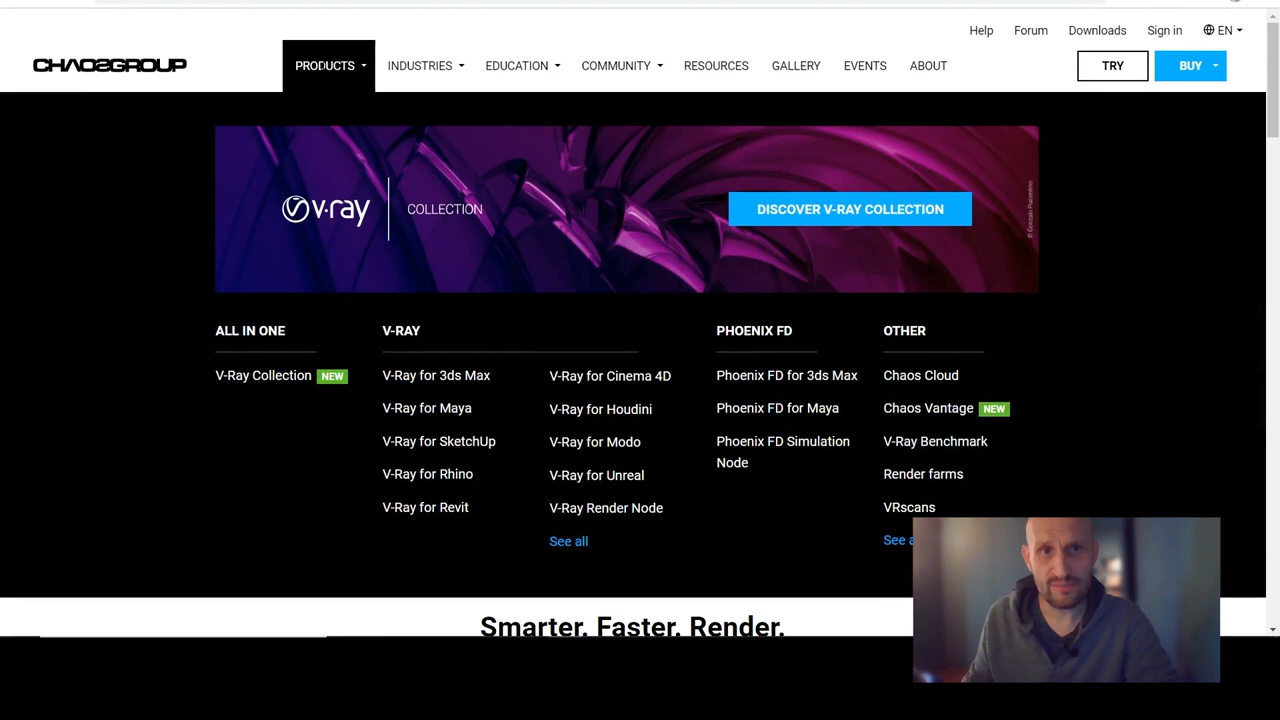 Help Forum Downloads Sign in EN
CHAOSGROUP PRODUCTS INDUSTRIES EDUCATION COMMUNITY RESOURCES GALLERY EVENTS ABOUT TRY BUY
v·ray COLLECTION DISCOVER V-RAY COLLECTION
ALL IN ONE
V-Ray Collection NEW
V-RAY
V-Ray for 3ds Max
V-Ray for Maya
V-Ray for SketchUp
V-Ray for Rhino
V-Ray for Revit
V-Ray for Cinema 4D
V-Ray for Houdini
V-Ray for Modo
V-Ray for Unreal
V-Ray Render Node
See all
PHOENIX FD
Phoenix FD for 3ds Max
Phoenix FD for Maya
Phoenix FD Simulation
Node
OTHER
Chaos Cloud
Chaos Vantage NEW
V-Ray Benchmark
Render farms
VRscans
See
Smarter. Faster. Render.